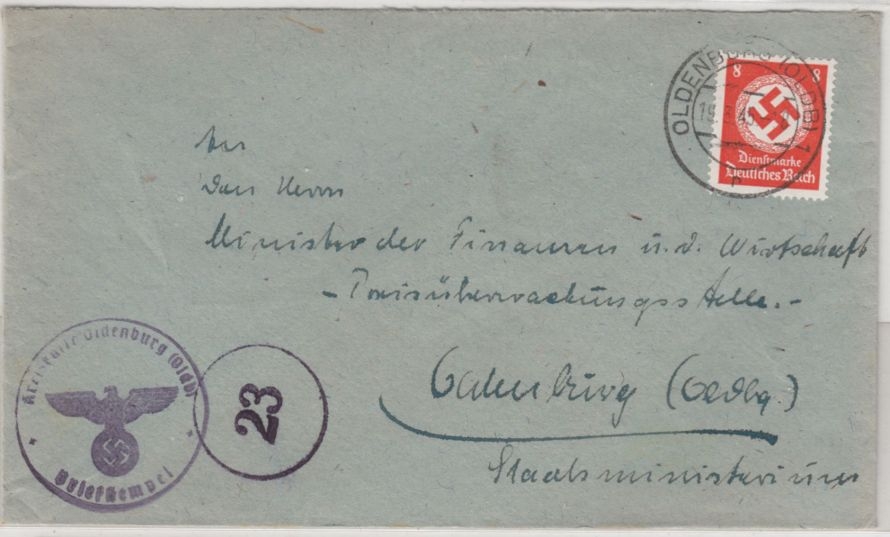 8 8
Dienstmarke
Deutsches Reich
OLDENBURG (OLDB) 1
An
Den Herrn
Minister der Finanzen u. d. Wirtschaft
- Preisüberwachungsstelle. -
Oldenburg (Oldbg.)
Staatsministerium
Oldenburg (Oldb)
Briefstempel
23